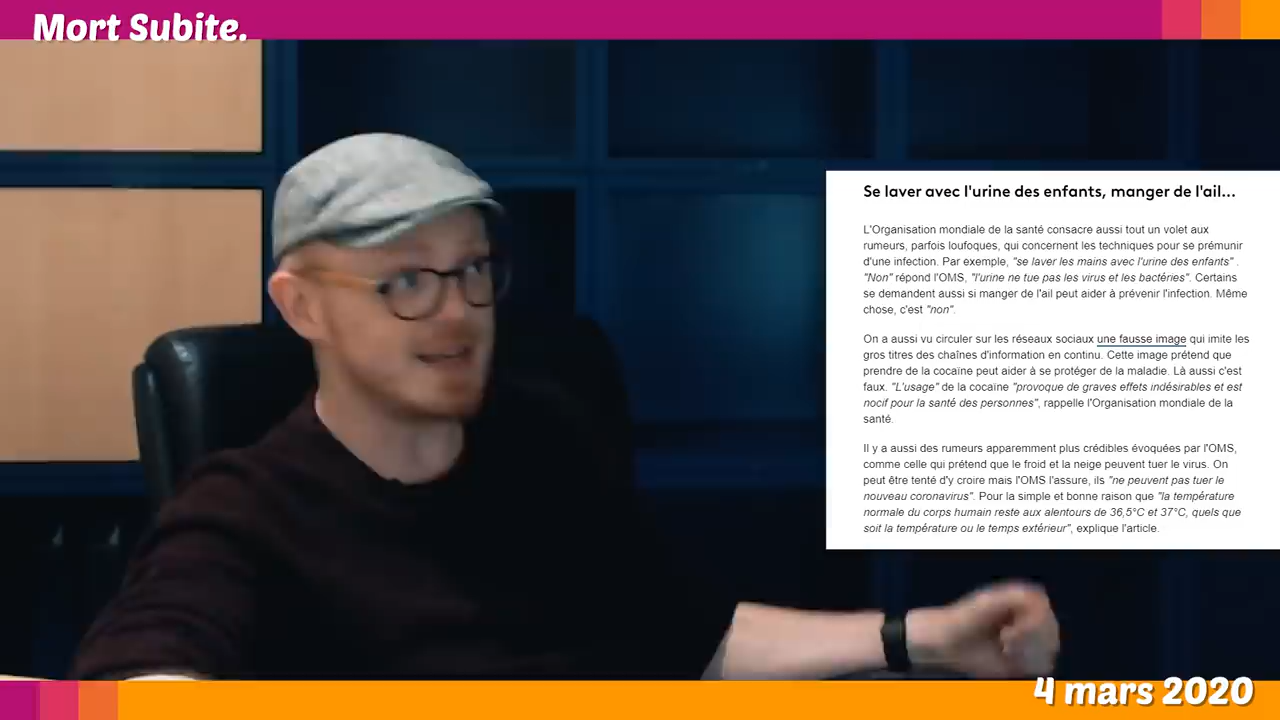 Mort Subite.
Se laver avec l'urine des enfants, manger de l'ail...
L'Organisation mondiale de la santé consacre aussi tout un volet aux
rumeurs, parfois loufoques, qui concernent les techniques pour se prémunir
d'une infection. Par exemple, "se laver les mains avec l'urine des enfants" .
"Non" répond l'OMS, "l'urine ne tue pas les virus et les bactéries". Certains
se demandent aussi si manger de l'ail peut aider à prévenir l'infection. Même
chose, c'est "non".
On a aussi vu circuler sur les réseaux sociaux une fausse image qui imite les
gros titres des chaînes d'information en continu. Cette image prétend que
prendre de la cocaïne peut aider à se protéger de la maladie. Là aussi c'est
faux. "L'usage" de la cocaïne "provoque de graves effets indésirables et est
nocif pour la santé des personnes", rappelle l'Organisation mondiale de la
santé.
Il y a aussi des rumeurs apparemment plus crédibles évoquées par l'OMS,
comme celle qui prétend que le froid et la neige peuvent tuer le virus. On
peut être tenté d'y croire mais l'OMS l'assure, ils "ne peuvent pas tuer le
nouveau coronavirus". Pour la simple et bonne raison que "la température
normale du corps humain reste aux alentours de 36,5°C et 37°C, quels que
soit la température ou le temps extérieur", explique l'article.
4 mars 2020